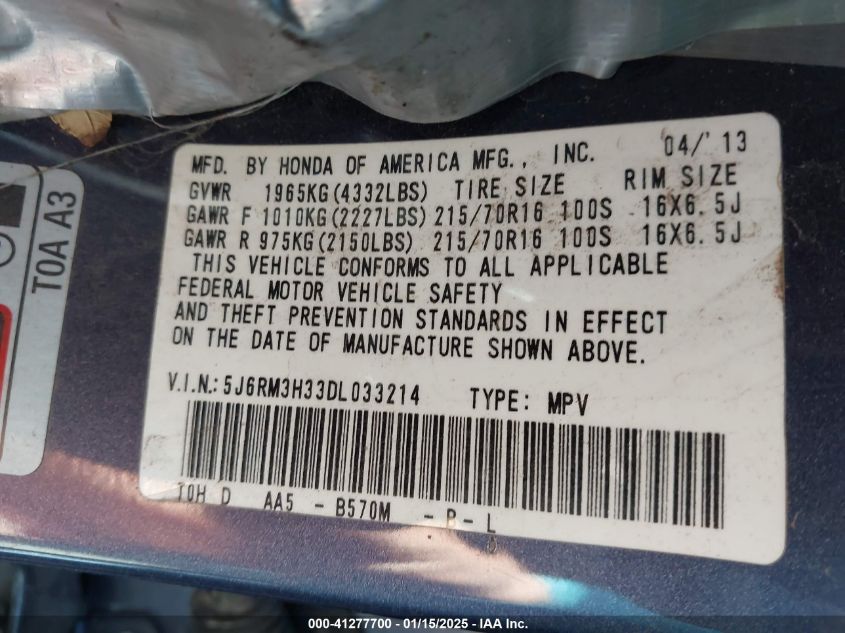 MFD. BY HONDA OF AMERICA MFG., INC. 04/'13
GVWR 1965KG(4332LBS) TIRE SIZE RIM SIZE
GAWR F 1010KG(2227LBS) 215/70R16 100S 16X6.5J
GAWR R 975KG(2150LBS) 215/70R16 100S 16X6.5J
THIS VEHICLE CONFORMS TO ALL APPLICABLE
FEDERAL MOTOR VEHICLE SAFETY
AND THEFT PREVENTION STANDARDS IN EFFECT
ON THE DATE OF MANUFACTURE SHOWN ABOVE.
V.I.N.: 5J6RM3H33DL033214 TYPE: MPV
TOH D AA5 - B570M - B - L
TOA A3
000-41277700 - 01/15/2025 - IAA Inc.